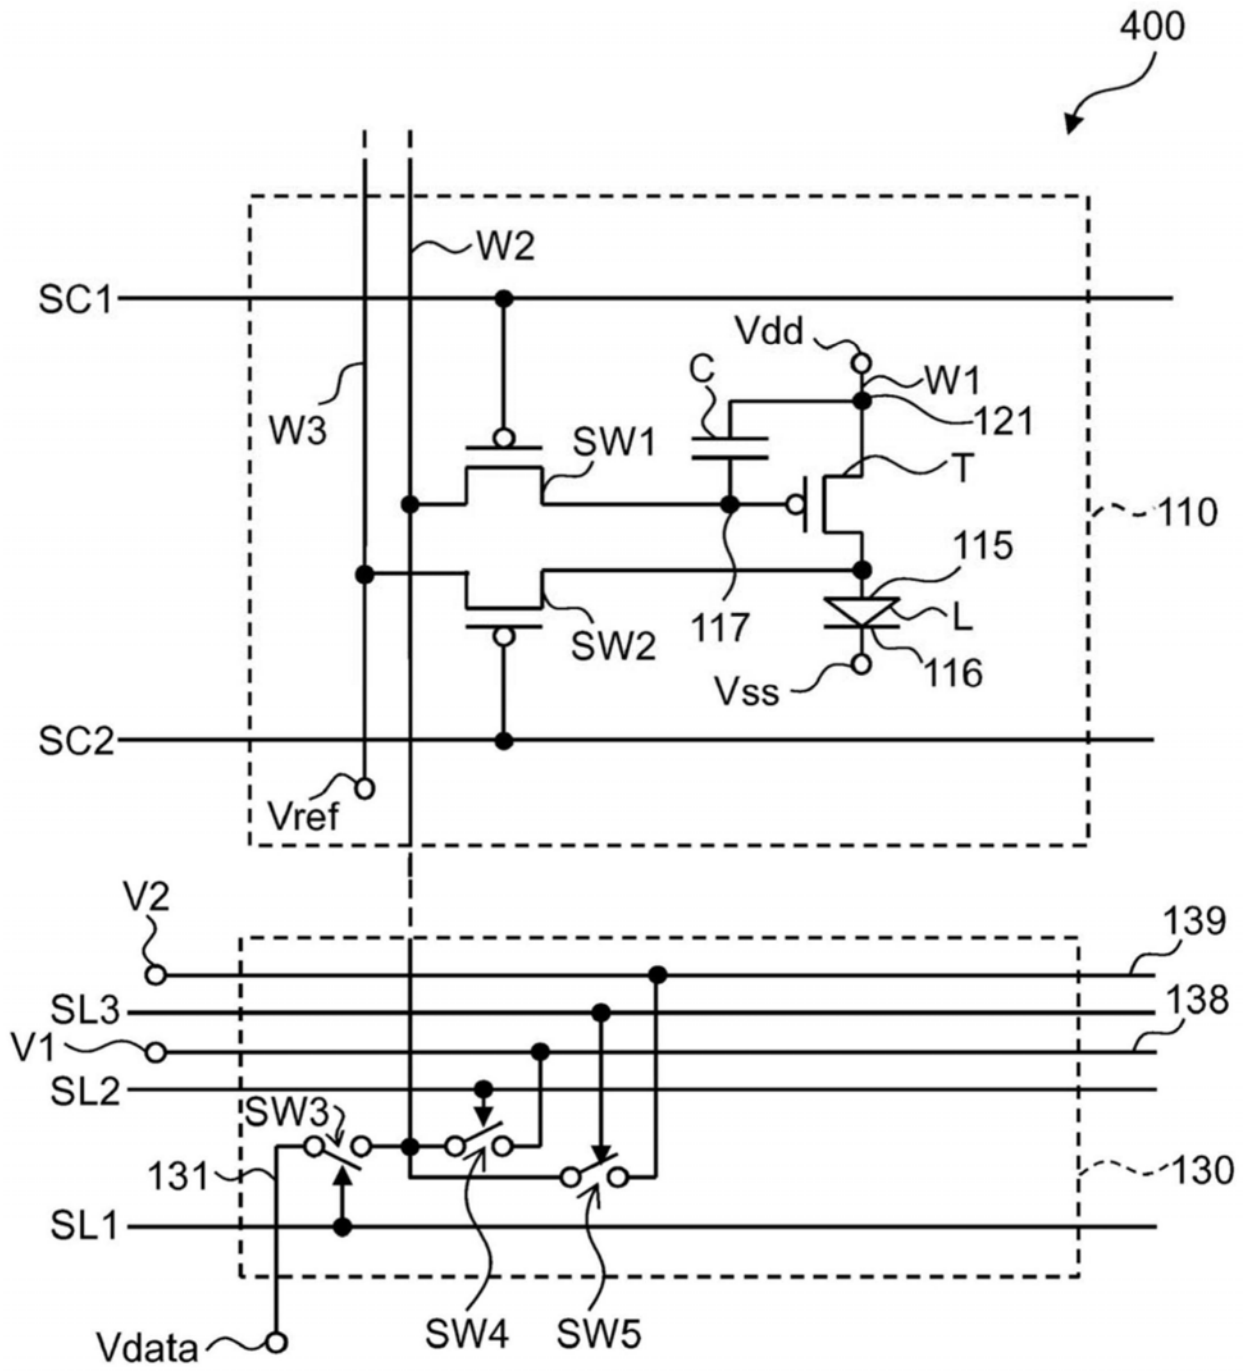 400
W2
SC1
Vdd
C
W1
121
W3
SW1
T
110
115
117
L
SW2
116
Vss
SC2
Vref
V2
139
SL3
138
V1
SL2
SW3
131
130
SL1
SW4
SW5
Vdata